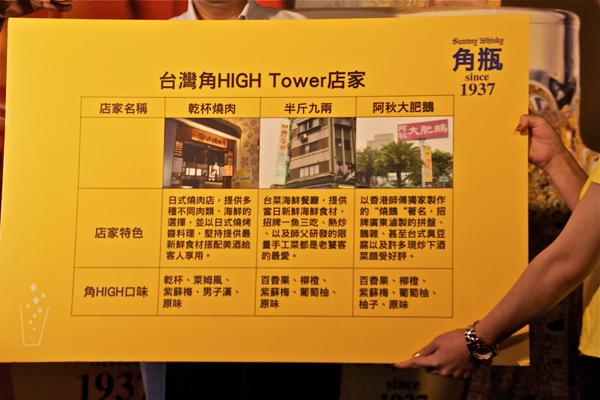 Suntory Whisky
角瓶
since
1937
台灣角HIGH Tower店家
店家名稱
乾杯燒肉
半斤九兩
阿秋大肥鵝
阿秋大肥鵝
店家特色
日式燒肉店，提供多
種不同肉類、海鮮的
選擇，並以日式燒烤
醬料理，堅持提供最
新鮮食材搭配美酒給
客人享用。
台菜海鮮餐廳，提供
當日新鮮海鮮食材，
招牌一魚三吃、熱炒
、以及師父研發的限
量手工菜都是老饕客
的最愛。
以香港師傅獨家製作
的“燒鵝”著名，招
牌廣東滷製的拼盤、
醃雞、甚至台式臭豆
腐以及許多現炒下酒
菜頗受好評。
角HIGH口味
乾杯、萊姆風、
紫蘇梅、男子漢、
原味
百香果、柳橙、
紫蘇梅、葡萄柚、
原味
百香果、柳橙、
紫蘇梅、葡萄柚、
柚子、原味
since
1937
1937